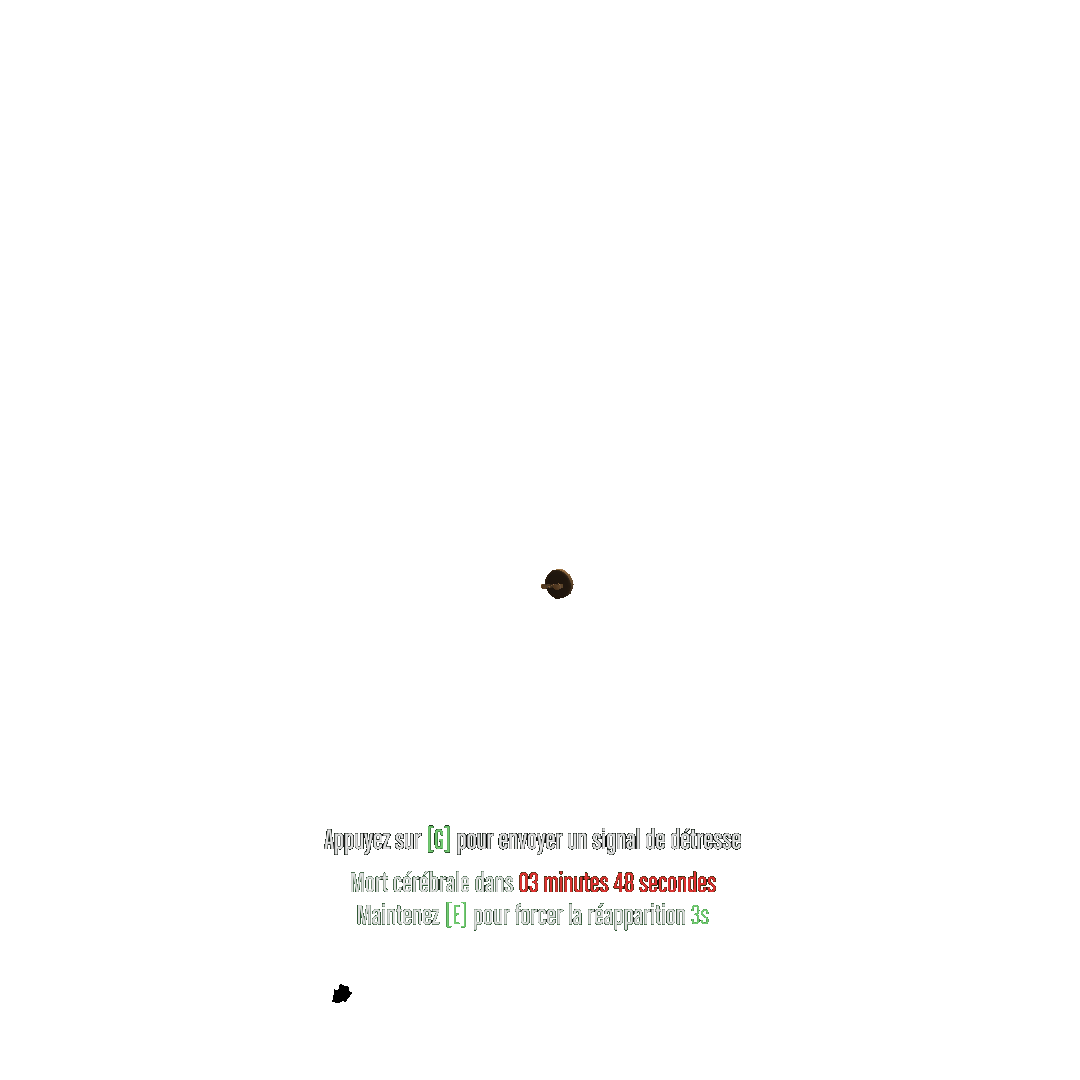 Appuyez sur [G] pour envoyer un signal de détresse
Mort cérébrale dans 03 minutes 48 secondes
Maintenez [E] pour forcer la réapparition 3s